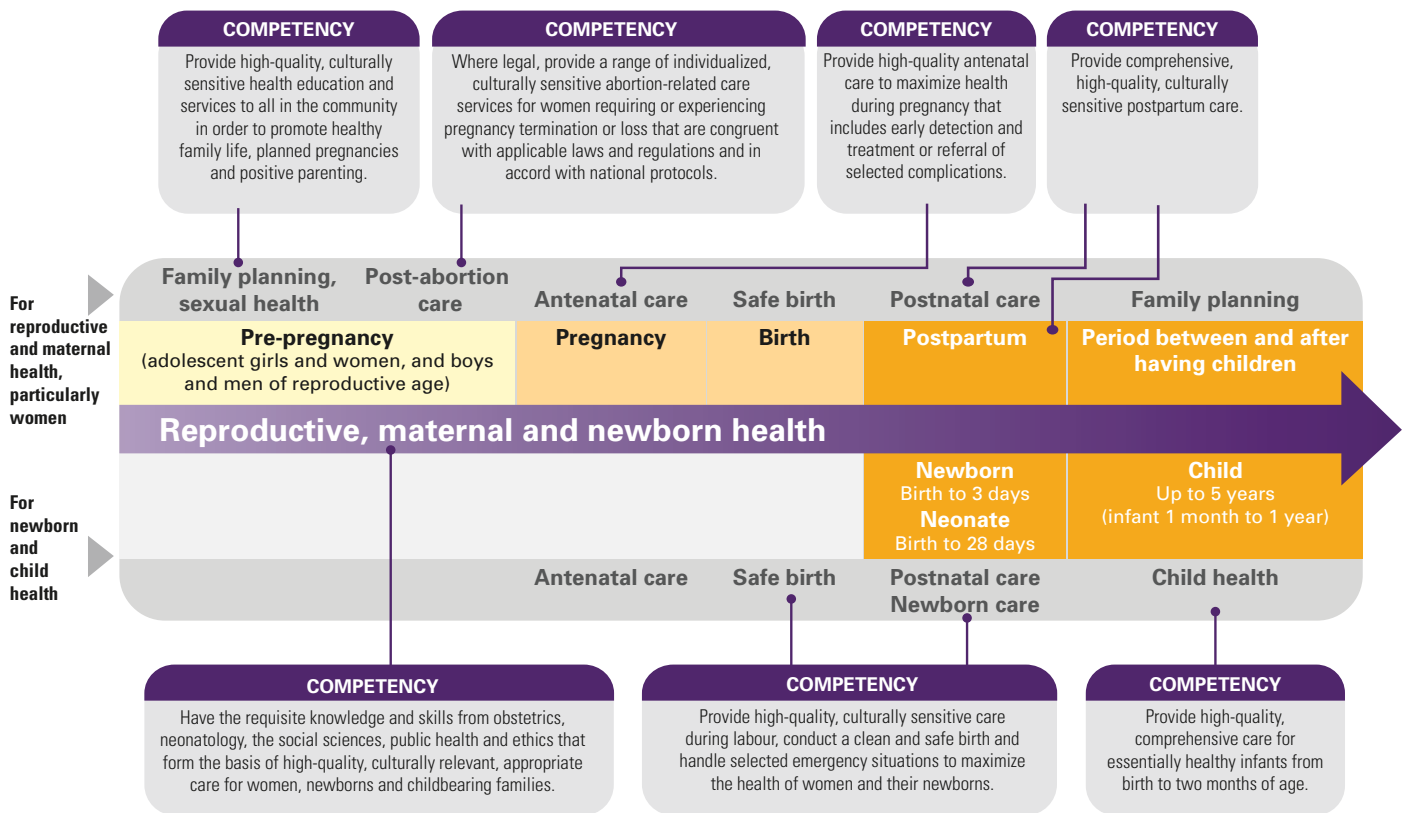 COMPETENCY
Provide high-quality, culturally
sensitive health education and
services to all in the community
in order to promote healthy
family life, planned pregnancies
and positive parenting.
COMPETENCY
Where legal, provide a range of individualized,
culturally sensitive abortion-related care
services for women requiring or experiencing
pregnancy termination or loss that are congruent
with applicable laws and regulations and in
accord with national protocols.
COMPETENCY
Provide high-quality antenatal
care to maximize health
during pregnancy that
includes early detection and
treatment or referral of
selected complications.
COMPETENCY
Provide comprehensive,
high-quality, culturally
sensitive postpartum care.
For
reproductive
and maternal
health,
particularly
women
Family planning,
sexual health
Post-abortion
care
Antenatal care
Safe birth
Postnatal care
Family planning
Pre-pregnancy
(adolescent girls and women, and boys
and men of reproductive age)
Pregnancy
Birth
Postpartum
Period between and after
having children
Reproductive, maternal and newborn health
For
newborn
and
child
health
Newborn
Birth to 3 days
Neonate
Birth to 28 days
Child
Up to 5 years
(infant 1 month to 1 year)
Antenatal care
Safe birth
Postnatal care
Newborn care
Child health
COMPETENCY
Have the requisite knowledge and skills from obstetrics,
neonatology, the social sciences, public health and ethics that
form the basis of high-quality, culturally relevant, appropriate
care for women, newborns and childbearing families.
COMPETENCY
Provide high-quality, culturally sensitive care
during labour, conduct a clean and safe birth and
handle selected emergency situations to maximize
the health of women and their newborns.
COMPETENCY
Provide high-quality,
comprehensive care for
essentially healthy infants from
birth to two months of age.